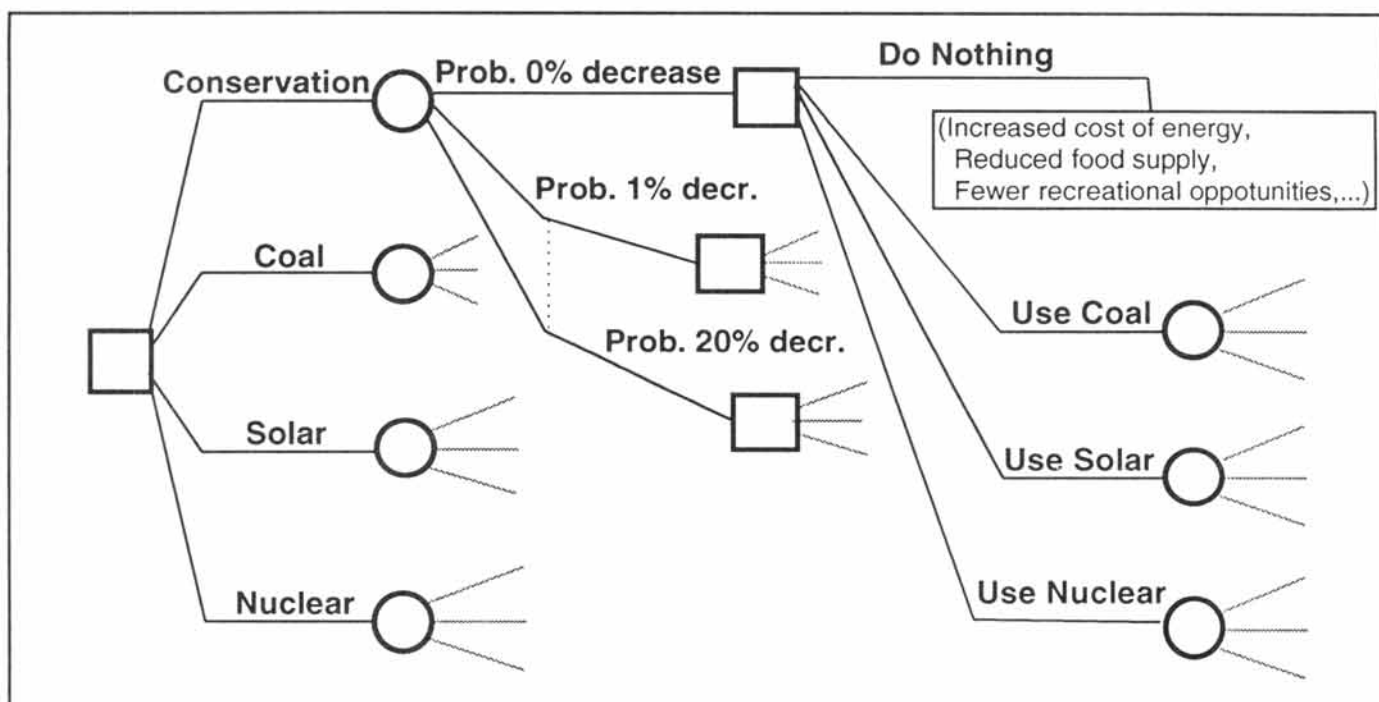 Do Nothing
Conservation
Prob. 0% decrease
(Increased cost of energy,
Reduced food supply,
Fewer recreational oppotunities,...)
Prob. 1% decr.
Coal
Use Coal
Prob. 20% decr.
Solar
Use Solar
Nuclear
Use Nuclear